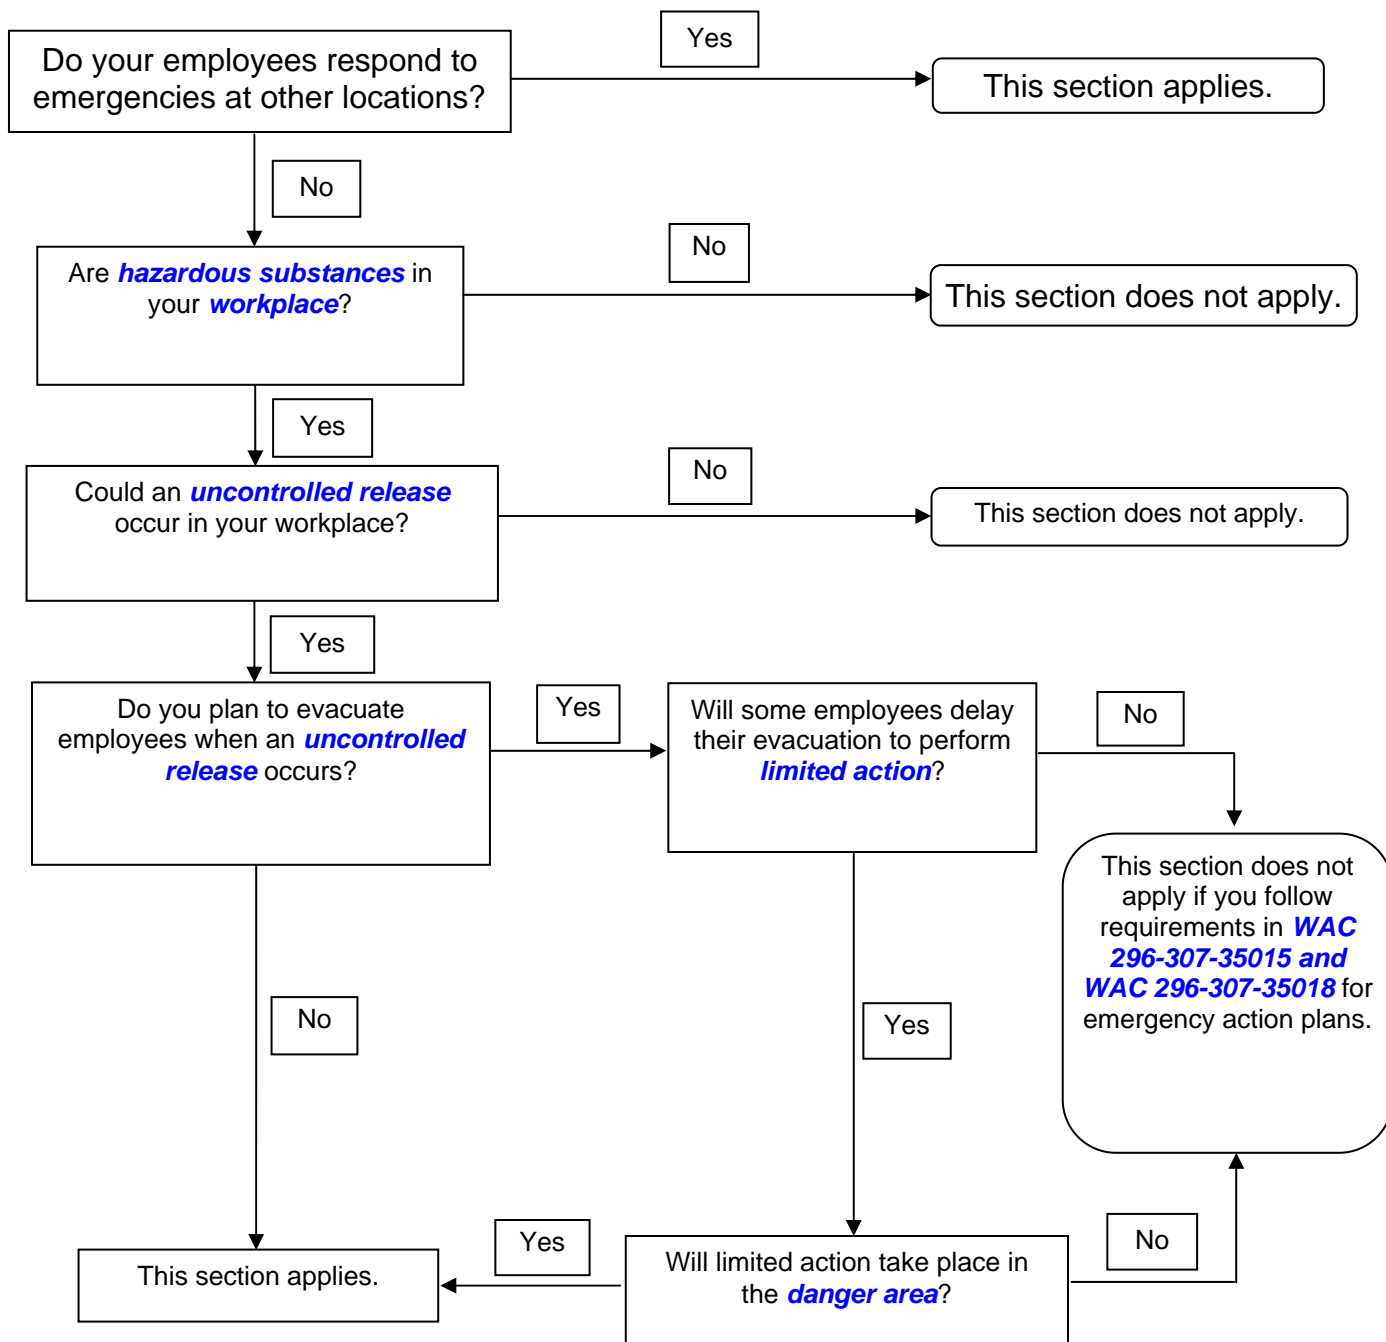 Yes
Do your employees respond to
emergencies at other locations?
This section applies.
No
No
Are hazardous substances in
your workplace?
This section does not apply.
Yes
No
Could an uncontrolled release
occur in your workplace?
This section does not apply.
Yes
Do you plan to evacuate
employees when an uncontrolled
release occurs?
Yes
Will some employees delay
their evacuation to perform
limited action?
No
This section does not
apply if you follow
requirements in WAC
296-307-35015 and
WAC 296-307-35018 for
emergency action plans.
No
Yes
This section applies.
Yes
Will limited action take place in
the danger area?
No